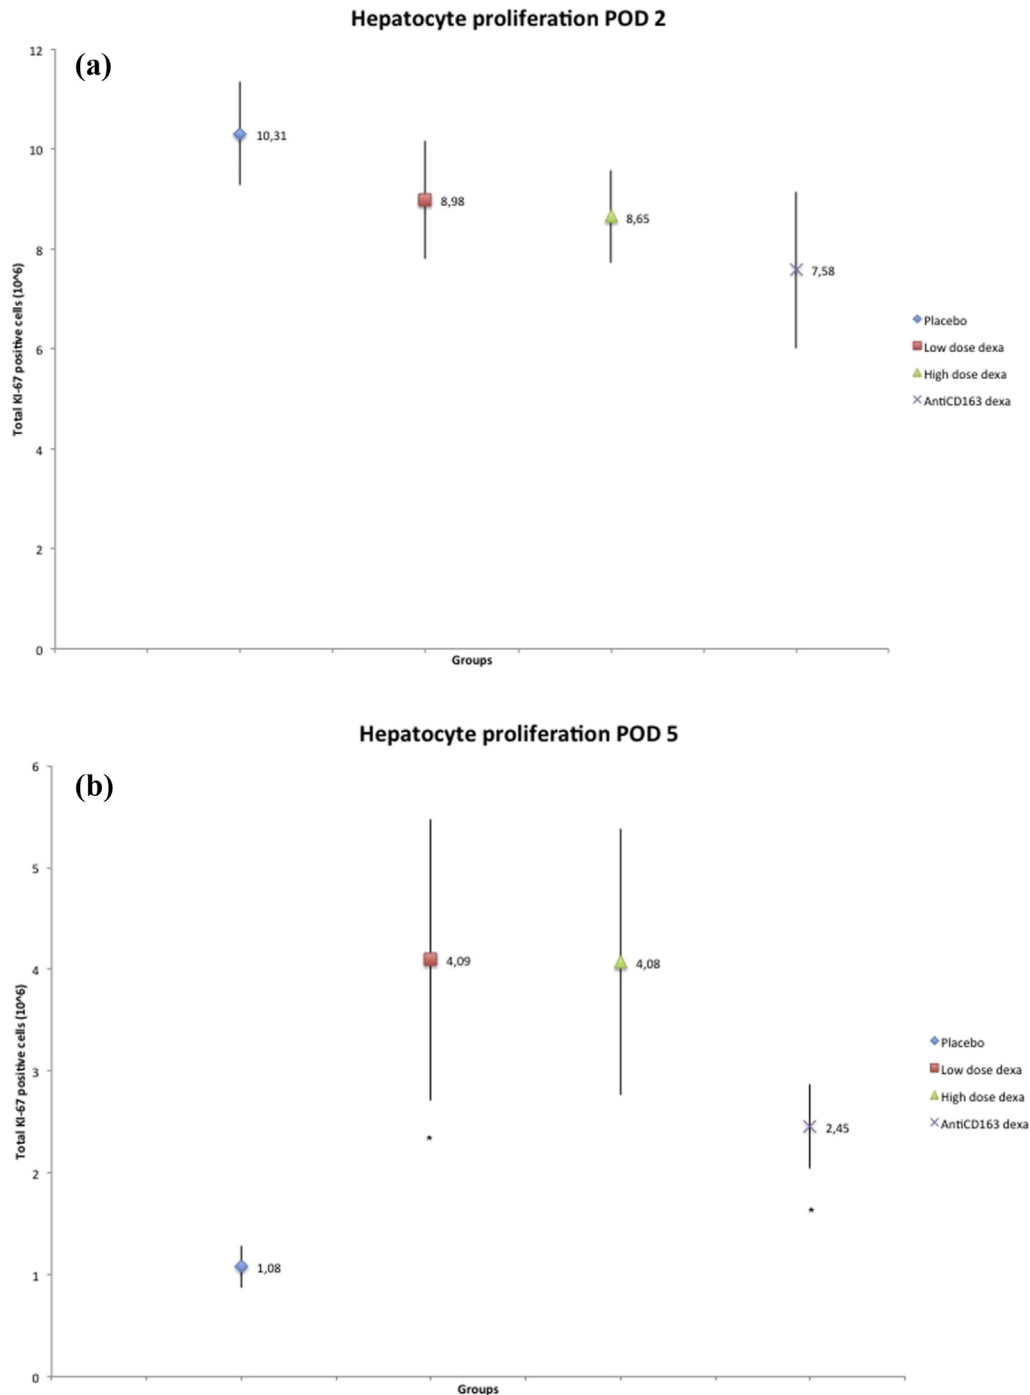 Hepatocyte proliferation POD 2
(a)
12
10
8
6
4
2
0
Total KI-67 positive cells (10^6)
10,31
8,98
8,65
7,58
Groups
Placebo
Low dose dexa
High dose dexa
AntiCD163 dexa
Hepatocyte proliferation POD 5
(b)
6
5
4
3
2
1
0
Total KI-67 positive cells (10^6)
1,08
4,09
*
4,08
2,45
*
Groups
Placebo
Low dose dexa
High dose dexa
AntiCD163 dexa